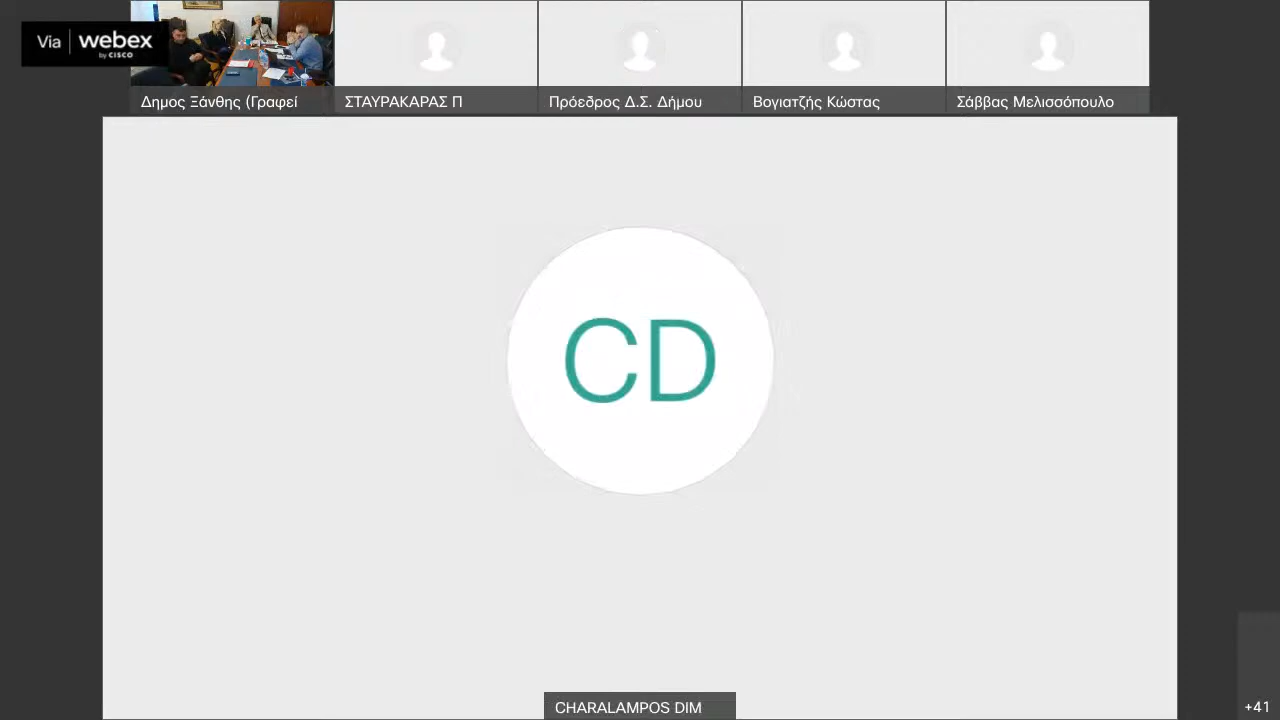 Via webex
by CISCO
Δημος Ξάνθης (Γραφεί
ΣΤΑΥΡΑΚΑΡΑΣ Π
Πρόεδρος Δ.Σ. Δήμου
Βογιατζής Κώστας
Σάββας Μελισσόπουλο
CD
CHARALAMPOS DIM
+41